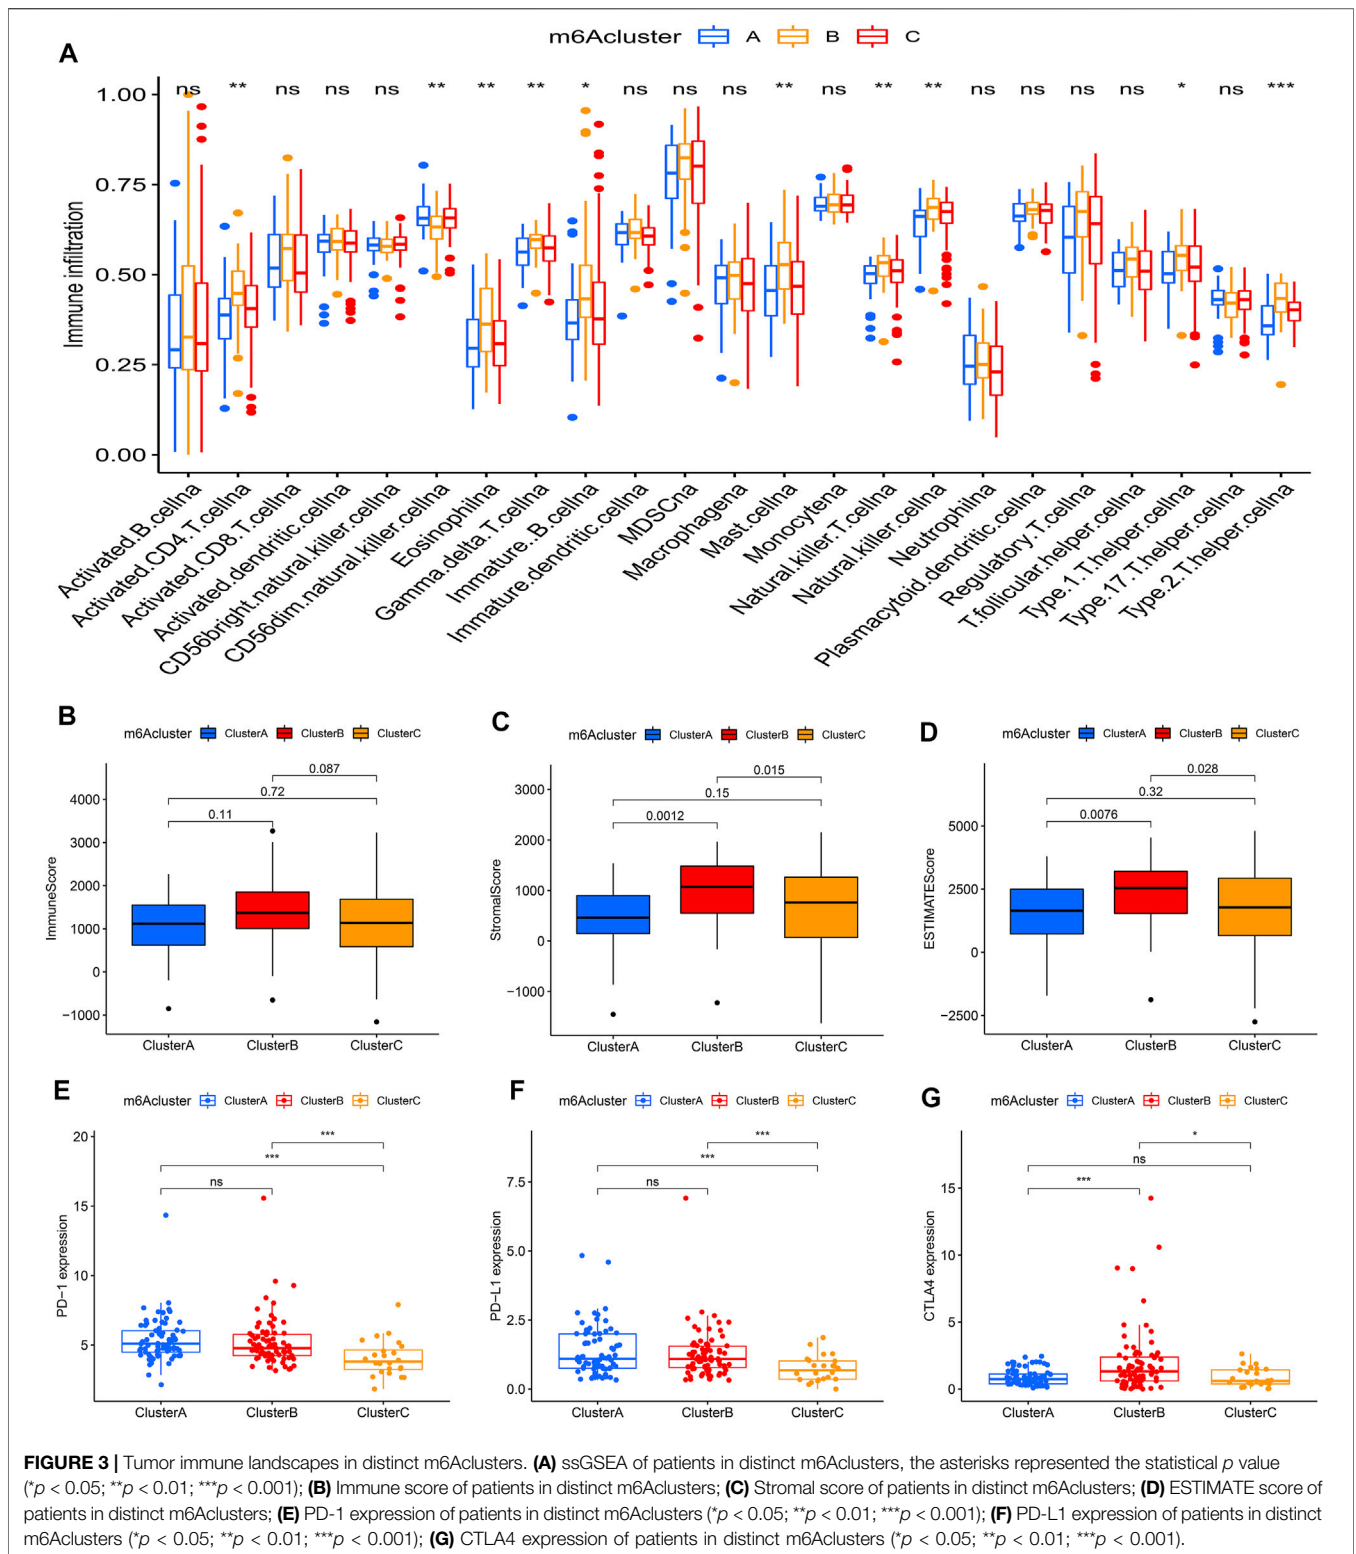 m6Acluster A B C
A
ns ** ns ns ns ** ** ** * ns ns ns ** ns ** ** ns ns ns ns * ns ***
1.00
0.75
0.50
0.25
0.00
Immune infiltration
Activated.B.cellna
Activated.CD4.T.cellna
Activated.CD8.T.cellna
Activated.dendritic.cellna
CD56bright.natural.killer.cellna
CD56dim.natural.killer.cellna
Eosinophilna
Gamma.delta.T.cellna
Immature..B.cellna
Immature.dendritic.cellna
MDSCna
Macrophagena
Mast.cellna
Monocytena
Natural.killer.T.cellna
Natural.killer.cellna
Neutrophilna
Plasmacytoid.dendritic.cellna
Regulatory.T.cellna
T.follicular.helper.cellna
Type.1.T.helper.cellna
Type.17.T.helper.cellna
Type.2.T.helper.cellna
B
m6Acluster ClusterA ClusterB ClusterC
0.087
0.72
0.11
4000
3000
2000
1000
0
−1000
ImmuneScore
ClusterA ClusterB ClusterC
C
m6Acluster ClusterA ClusterB ClusterC
0.015
0.15
0.0012
3000
2000
1000
0
−1000
StromalScore
ClusterA ClusterB ClusterC
D
m6Acluster ClusterA ClusterB ClusterC
0.028
0.32
0.0076
5000
2500
0
−2500
ESTIMATEScore
ClusterA ClusterB ClusterC
E
m6Acluster ClusterA ClusterB ClusterC
***
***
ns
20
15
10
5
PD−1 expression
ClusterA ClusterB ClusterC
F
m6Acluster ClusterA ClusterB ClusterC
***
***
ns
7.5
5.0
2.5
0.0
PD−L1 expression
ClusterA ClusterB ClusterC
G
m6Acluster ClusterA ClusterB ClusterC
*
ns
***
15
10
5
0
CTLA4 expression
ClusterA ClusterB ClusterC
FIGURE 3 | Tumor immune landscapes in distinct m6Aclusters. (A) ssGSEA of patients in distinct m6Aclusters, the asterisks represented the statistical p value
(*p < 0.05; **p < 0.01; ***p < 0.001); (B) Immune score of patients in distinct m6Aclusters; (C) Stromal score of patients in distinct m6Aclusters; (D) ESTIMATE score of
patients in distinct m6Aclusters; (E) PD-1 expression of patients in distinct m6Aclusters (*p < 0.05; **p < 0.01; ***p < 0.001); (F) PD-L1 expression of patients in distinct
m6Aclusters (*p < 0.05; **p < 0.01; ***p < 0.001); (G) CTLA4 expression of patients in distinct m6Aclusters (*p < 0.05; **p < 0.01; ***p < 0.001).